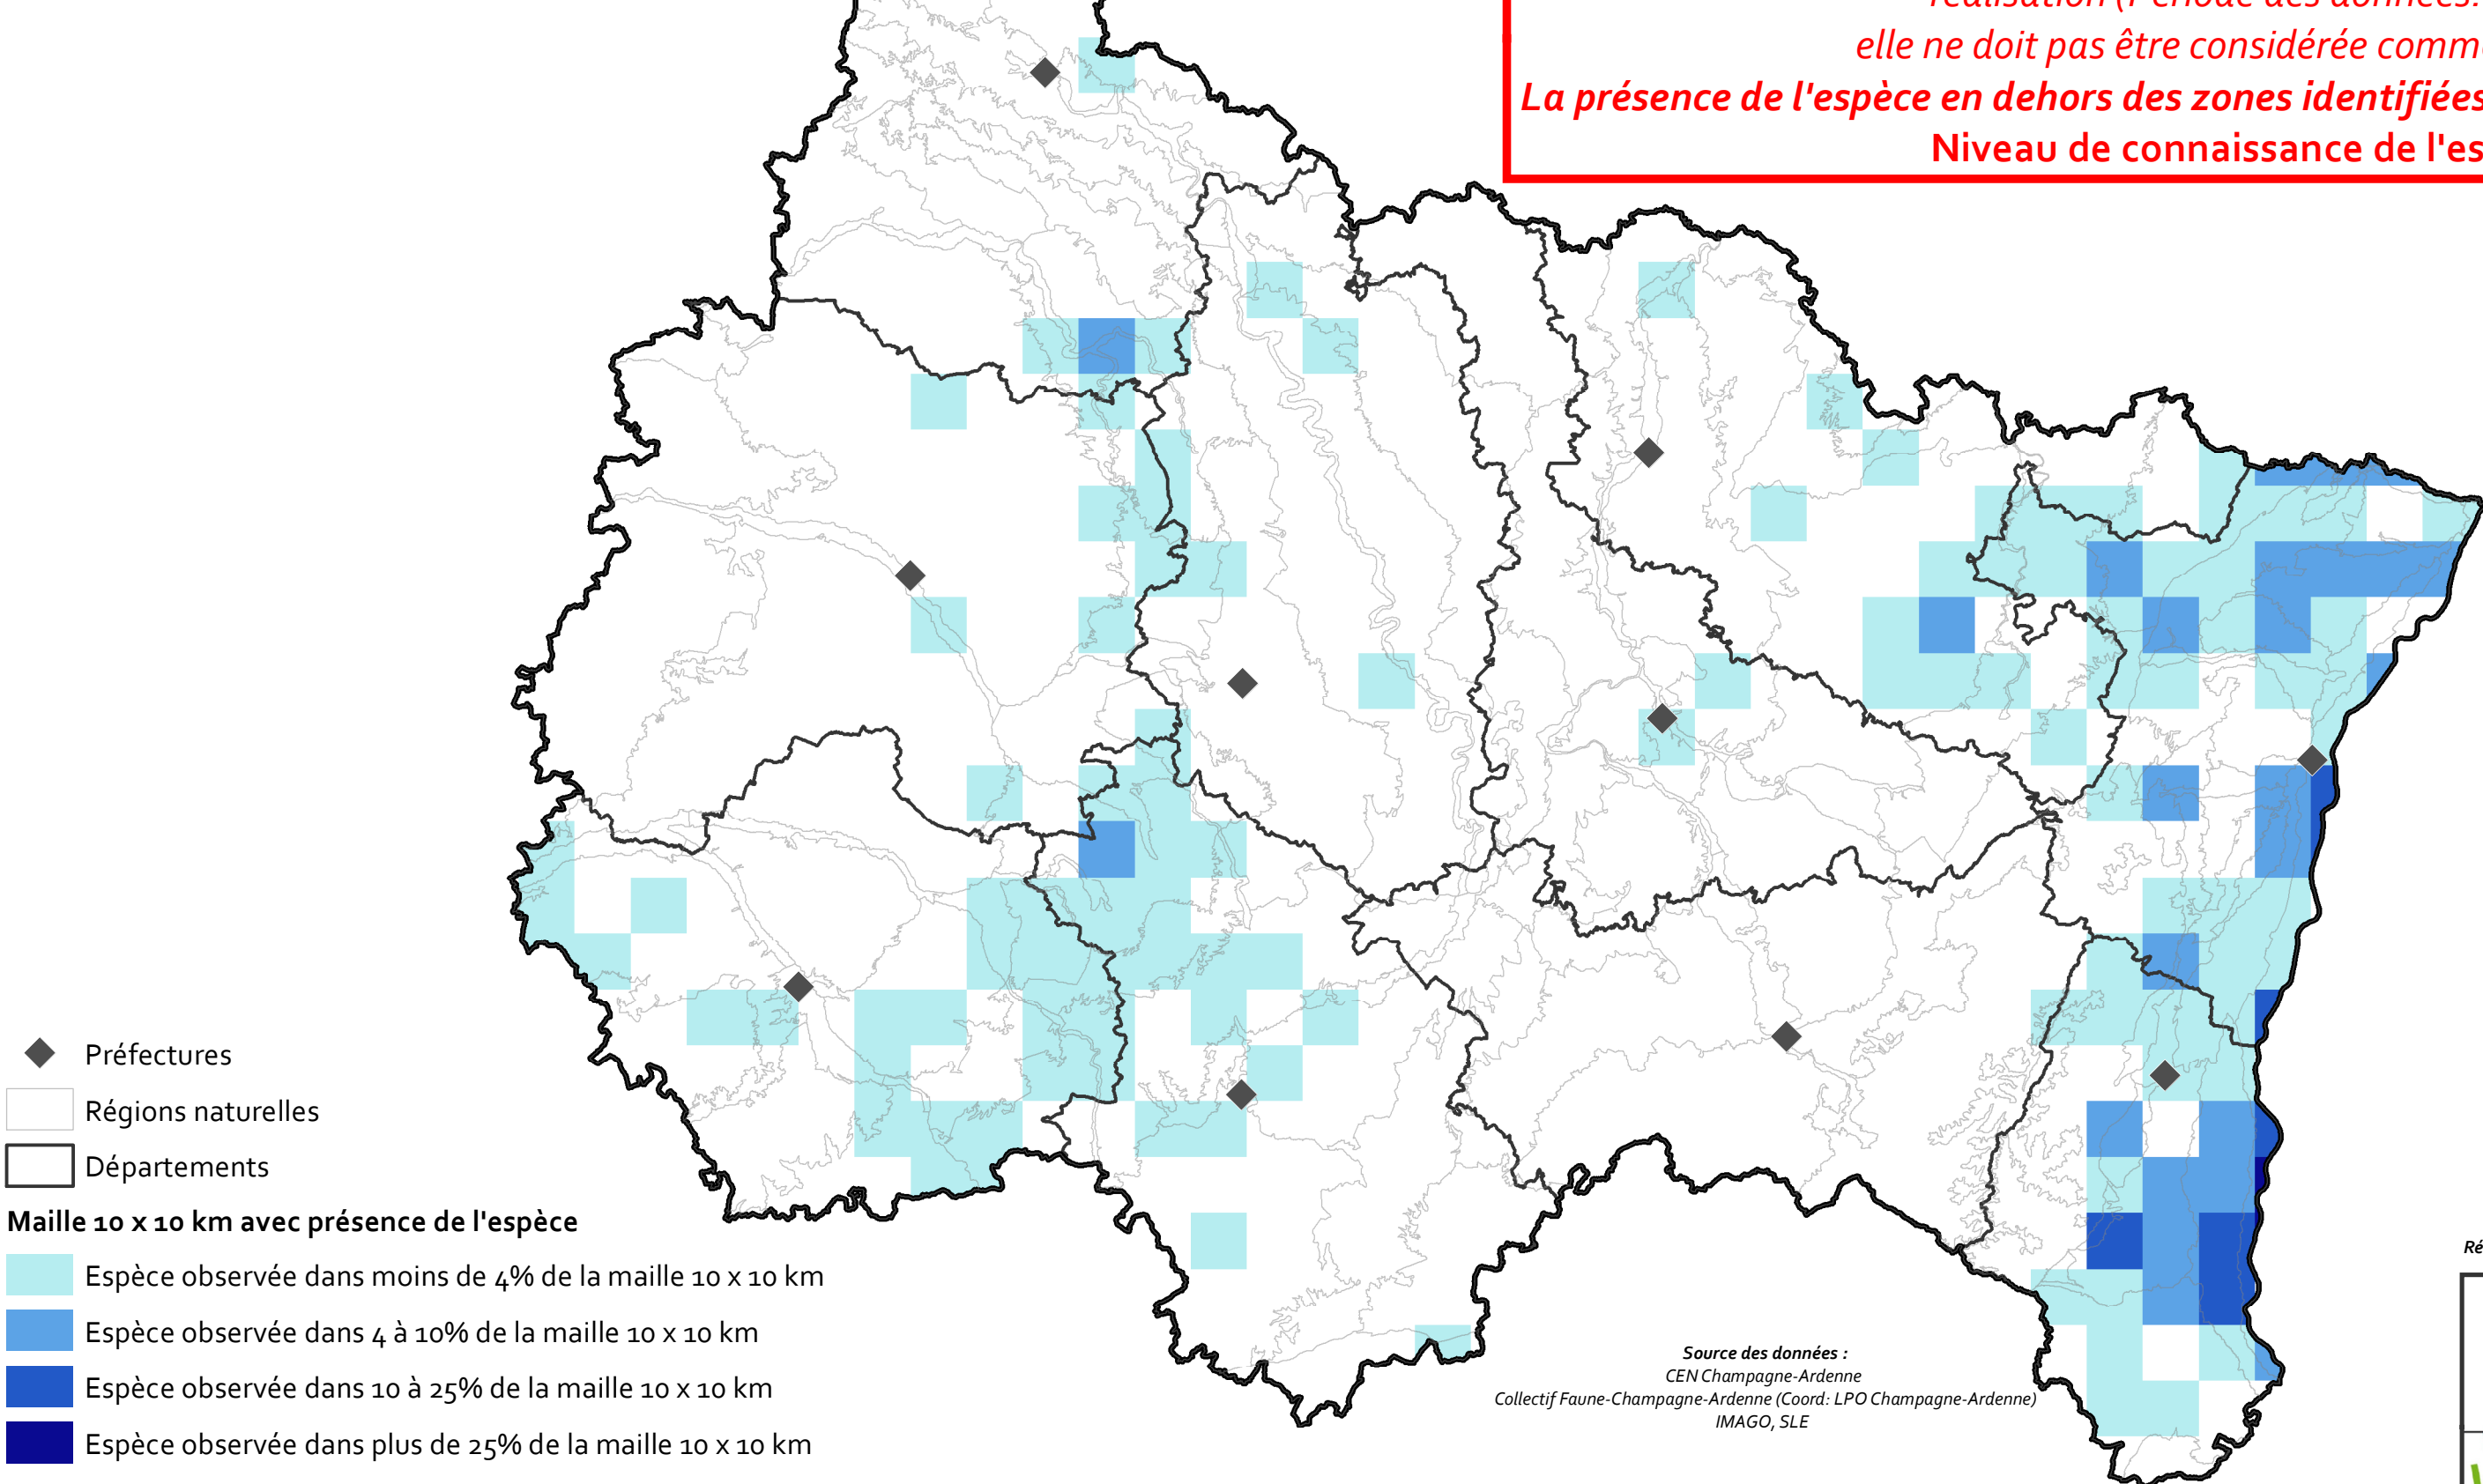 elle ne doit pas être considérée comme
La présence de l'espèce en dehors des zones identifiées
Niveau de connaissance de l'es
Préfectures
Régions naturelles
Départements
Maille 10 x 10 km avec présence de l'espèce
Espèce observée dans moins de 4% de la maille 10 x 10 km
Espèce observée dans 4 à 10% de la maille 10 x 10 km
Espèce observée dans 10 à 25% de la maille 10 x 10 km
Espèce observée dans plus de 25% de la maille 10 x 10 km
Source des données :
CEN Champagne-Ardenne
Collectif Faune-Champagne-Ardenne (Coord: LPO Champagne-Ardenne)
IMAGO, SLE
Ré